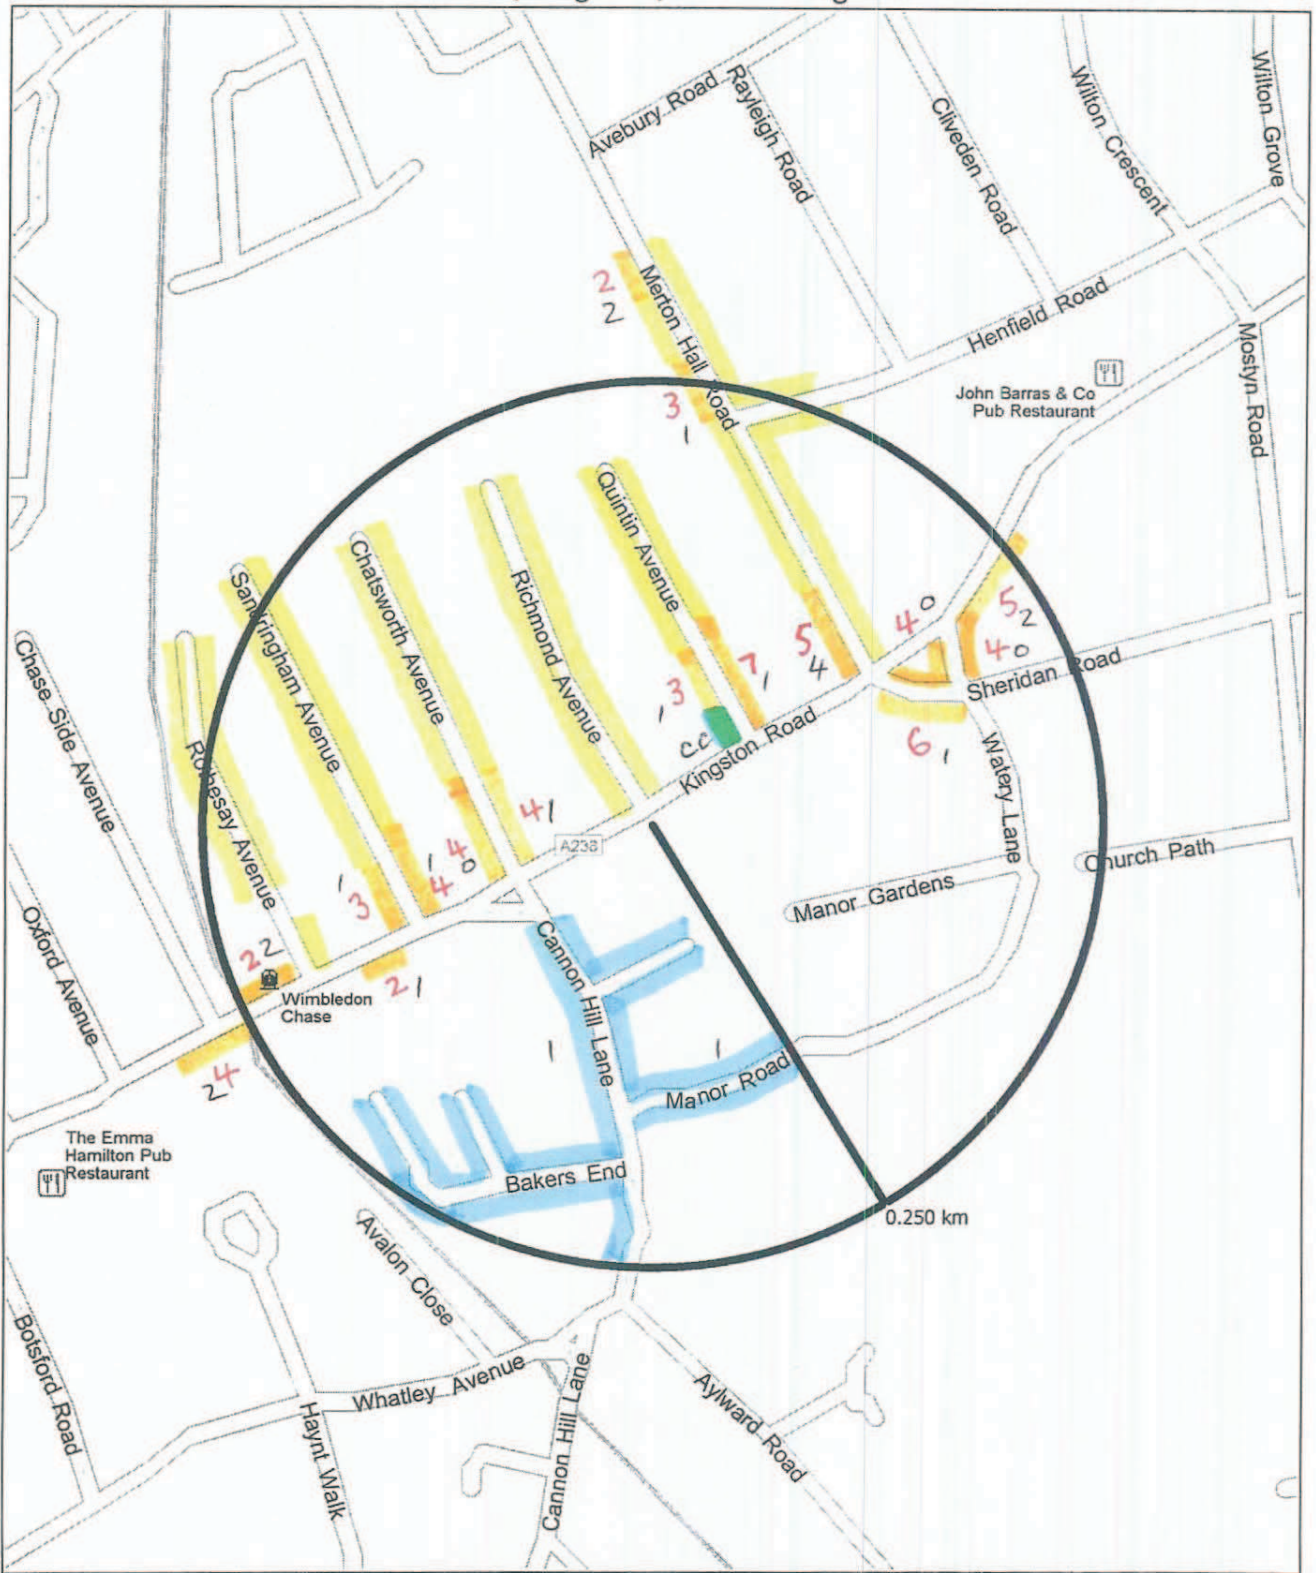 Avebury Road
Rayleigh Road
Cliveden Road
Wilton Crescent
Wilton Grove
2
2
Merton Hall Road
Henfield Road
Mostyn Road
John Barras & Co
Pub Restaurant
3
1
Quintin Avenue
Chatsworth Avenue
Richmond Avenue
Sandringham Avenue
Chase Side Avenue
Rothesay Avenue
5
4
4 0
5 2
4 0
Sheridan Road
7 1
3
1
cc
Kingston Road
6 1
Watery Lane
4 1
A238
4 0
1
4
1
3
Church Path
Manor Gardens
Oxford Avenue
2 2
Wimbledon
Chase
2 1
Cannon Hill Lane
1
1
Manor Road
4
2
The Emma
Hamilton Pub
Restaurant
Bakers End
0.250 km
Avalon Close
Botsford Road
Whatley Avenue
Haynt Walk
Cannon Hill Lane
Aylward Road